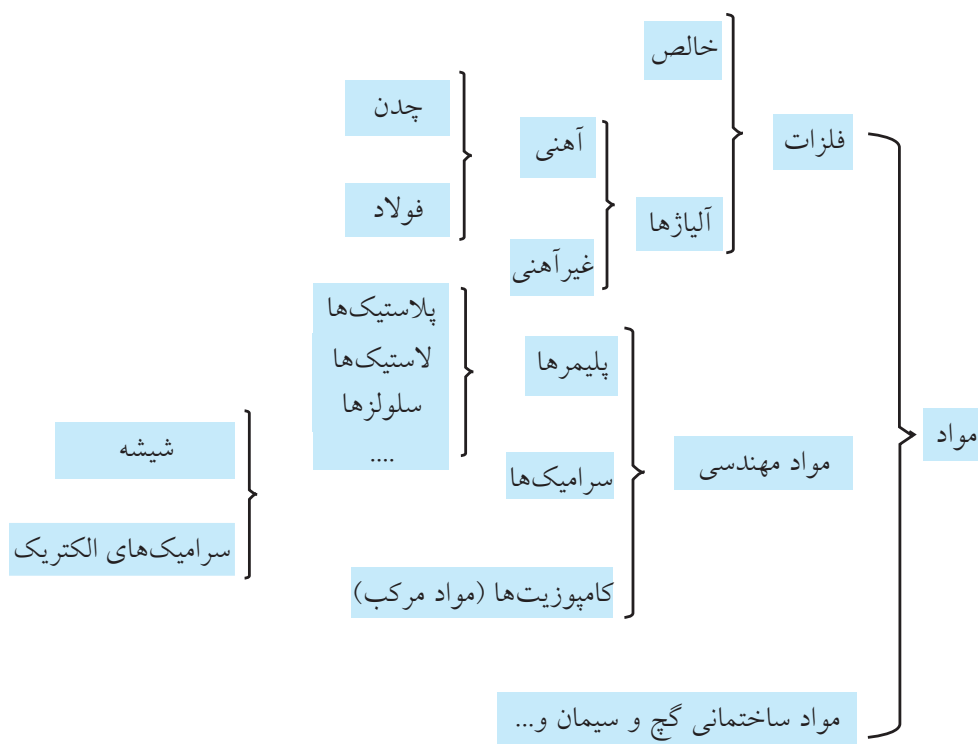 مواد
فلزات
خالص
آلیاژها
آهنی
چدن
فولاد
غیرآهنی
مواد مهندسی
پلیمرها
پلاستیک‌ها
لاستیک‌ها
سلولزها
....
سرامیک‌ها
شیشه
سرامیک‌های الکتریک
کامپوزیت‌ها (مواد مرکب)
مواد ساختمانی گچ و سیمان و...